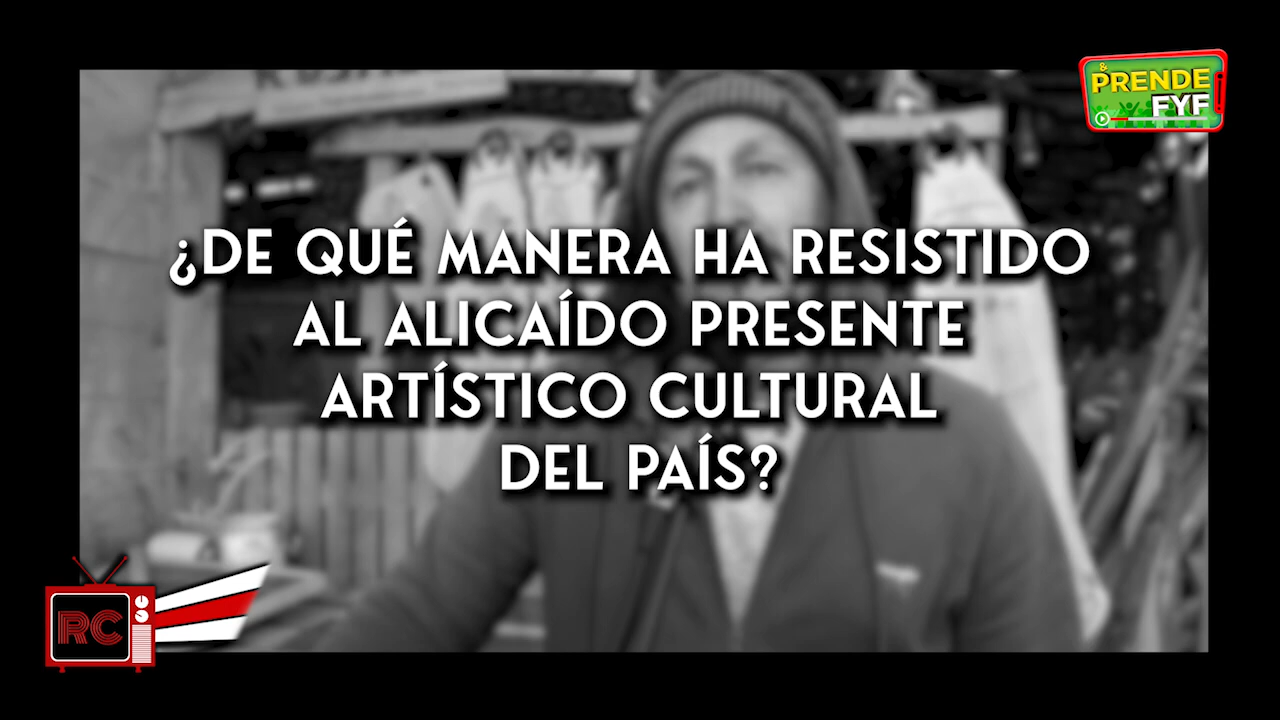 & PRENDE
FYF
¿DE QUÉ MANERA HA RESISTIDO
AL ALICAÍDO PRESENTE
ARTÍSTICO CULTURAL
DEL PAÍS?
RC